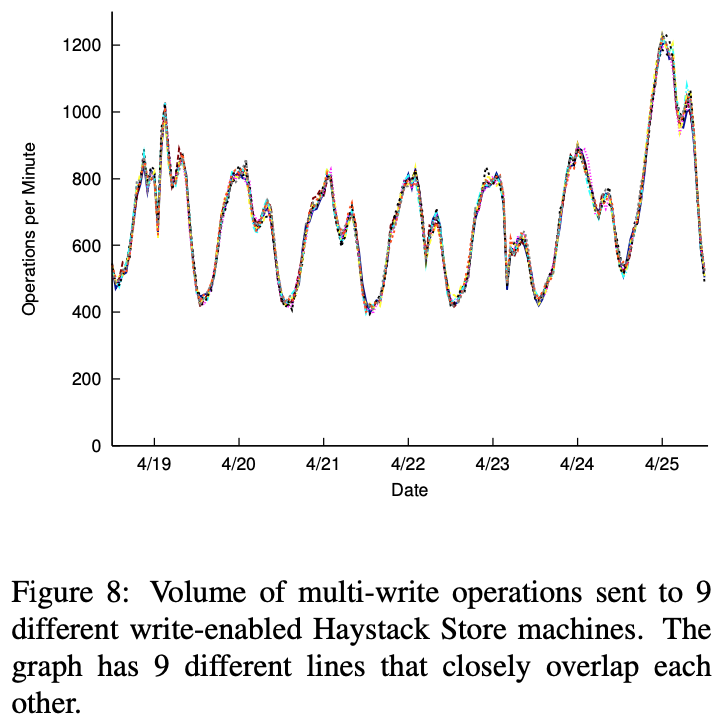 1200
1000
800
600
400
200
0
Operations per Minute
4/19 4/20 4/21 4/22 4/23 4/24 4/25
Date
Figure 8: Volume of multi-write operations sent to 9
different write-enabled Haystack Store machines. The
graph has 9 different lines that closely overlap each
other.